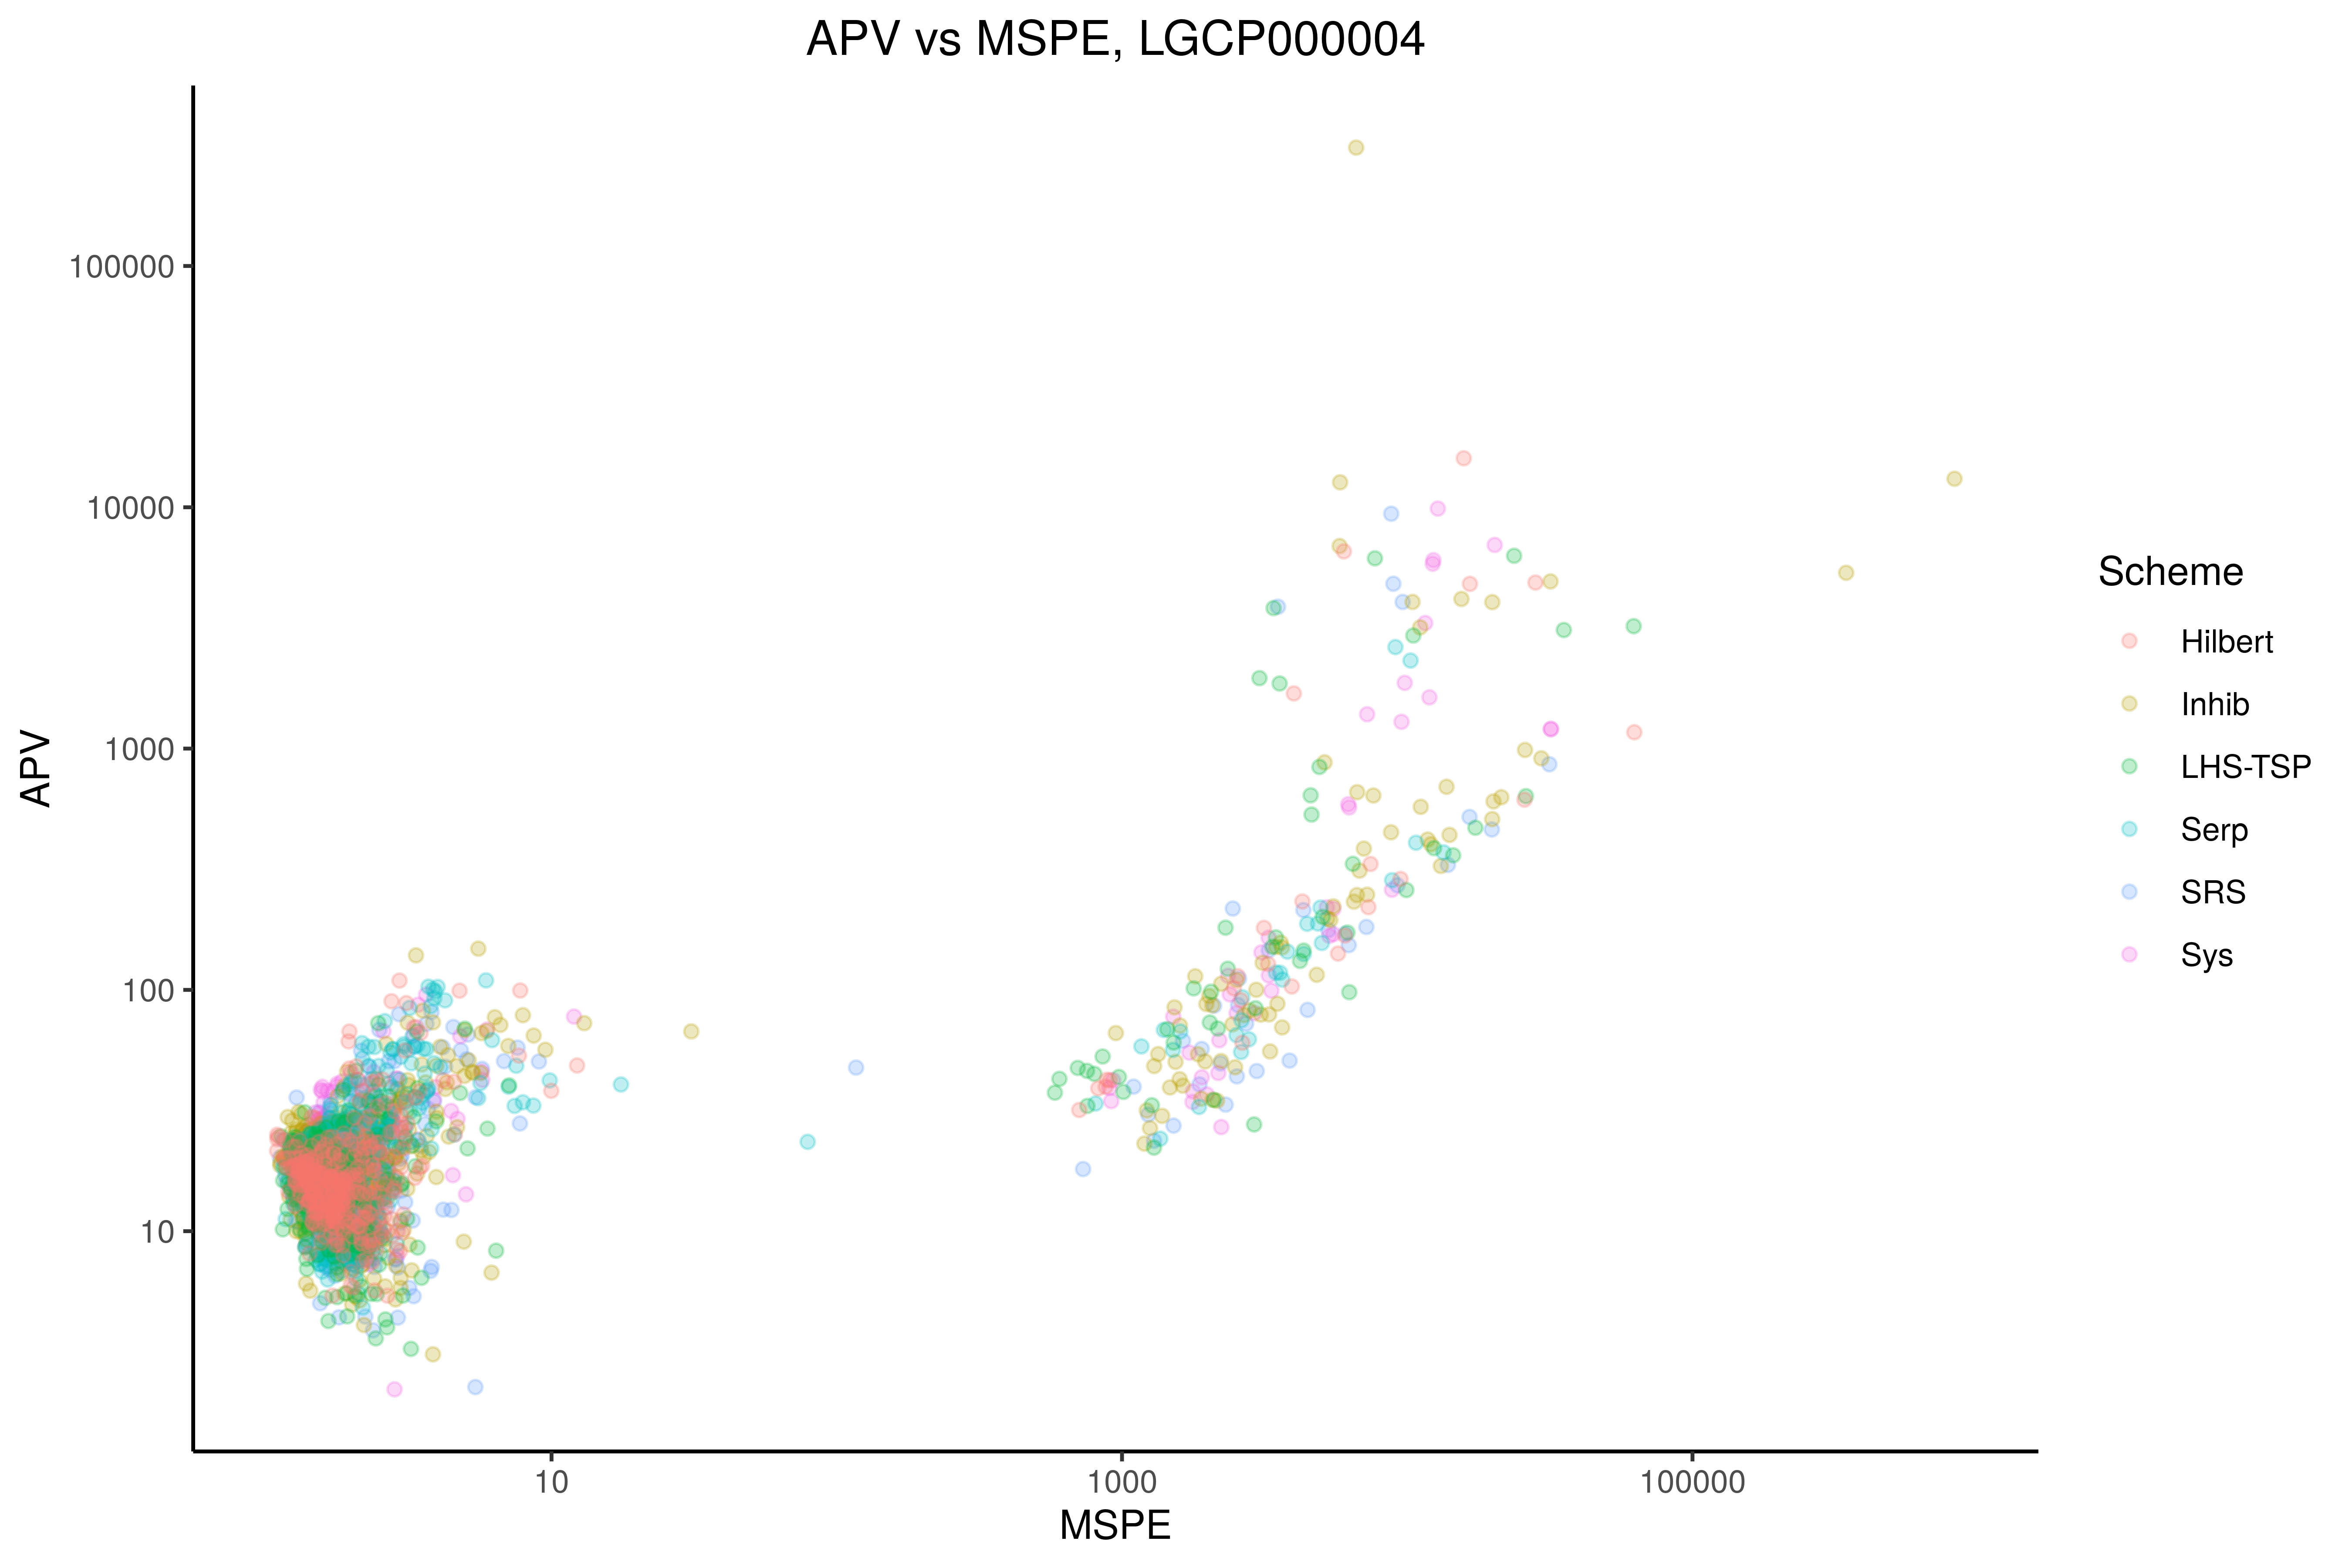 APV vs MSPE, LGCP000004
APV
100000
10000
1000
100
10
10
1000
100000
MSPE
Scheme
Hilbert
Inhib
LHS-TSP
Serp
SRS
Sys